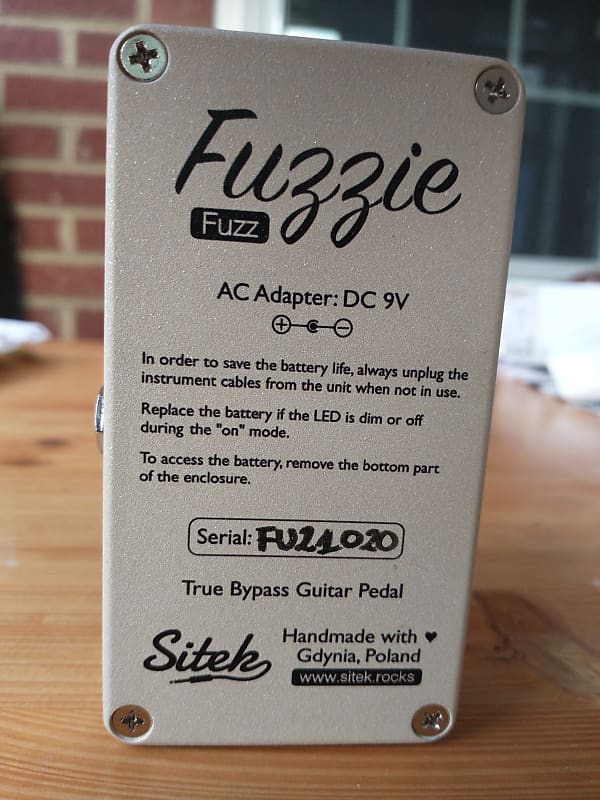 Fuzzie
Fuzz
AC Adapter: DC 9V
In order to save the battery life, always unplug the
instrument cables from the unit when not in use.
Replace the battery if the LED is dim or off
during the "on" mode.
To access the battery, remove the bottom part
of the enclosure.
Serial: FU21020
True Bypass Guitar Pedal
Sitek
Handmade with ♥
Gdynia, Poland
www.sitek.rocks